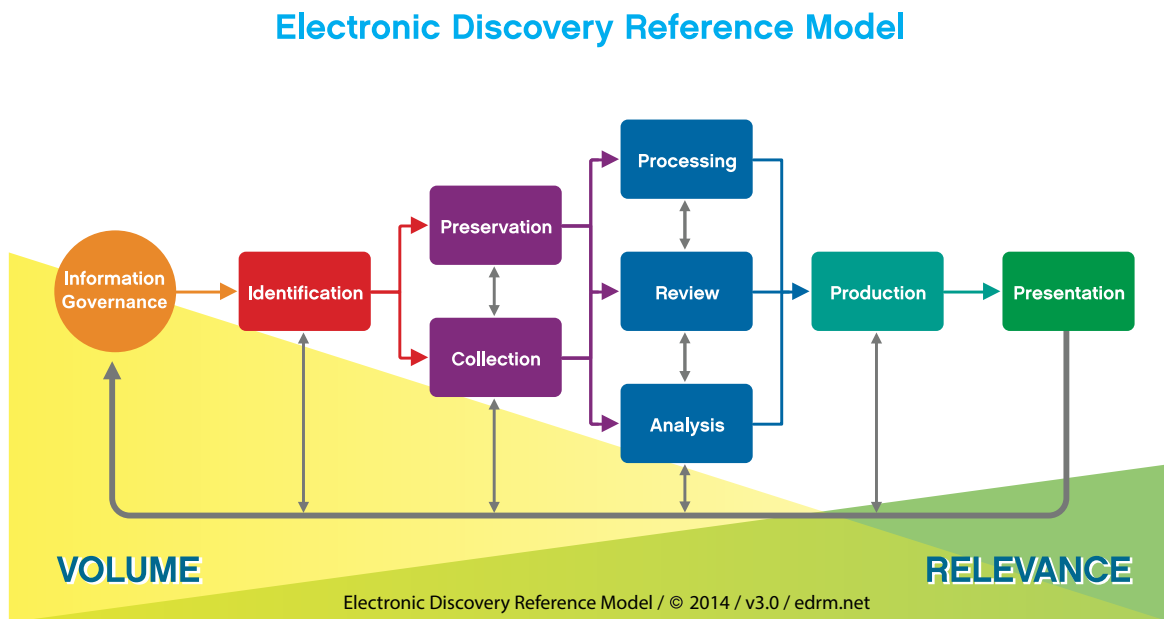 Electronic Discovery Reference Model
Information
Governance
Identification
Preservation
Collection
Processing
Review
Analysis
Production
Presentation
VOLUME
RELEVANCE
Electronic Discovery Reference Model / © 2014 / v3.0 / edrm.net